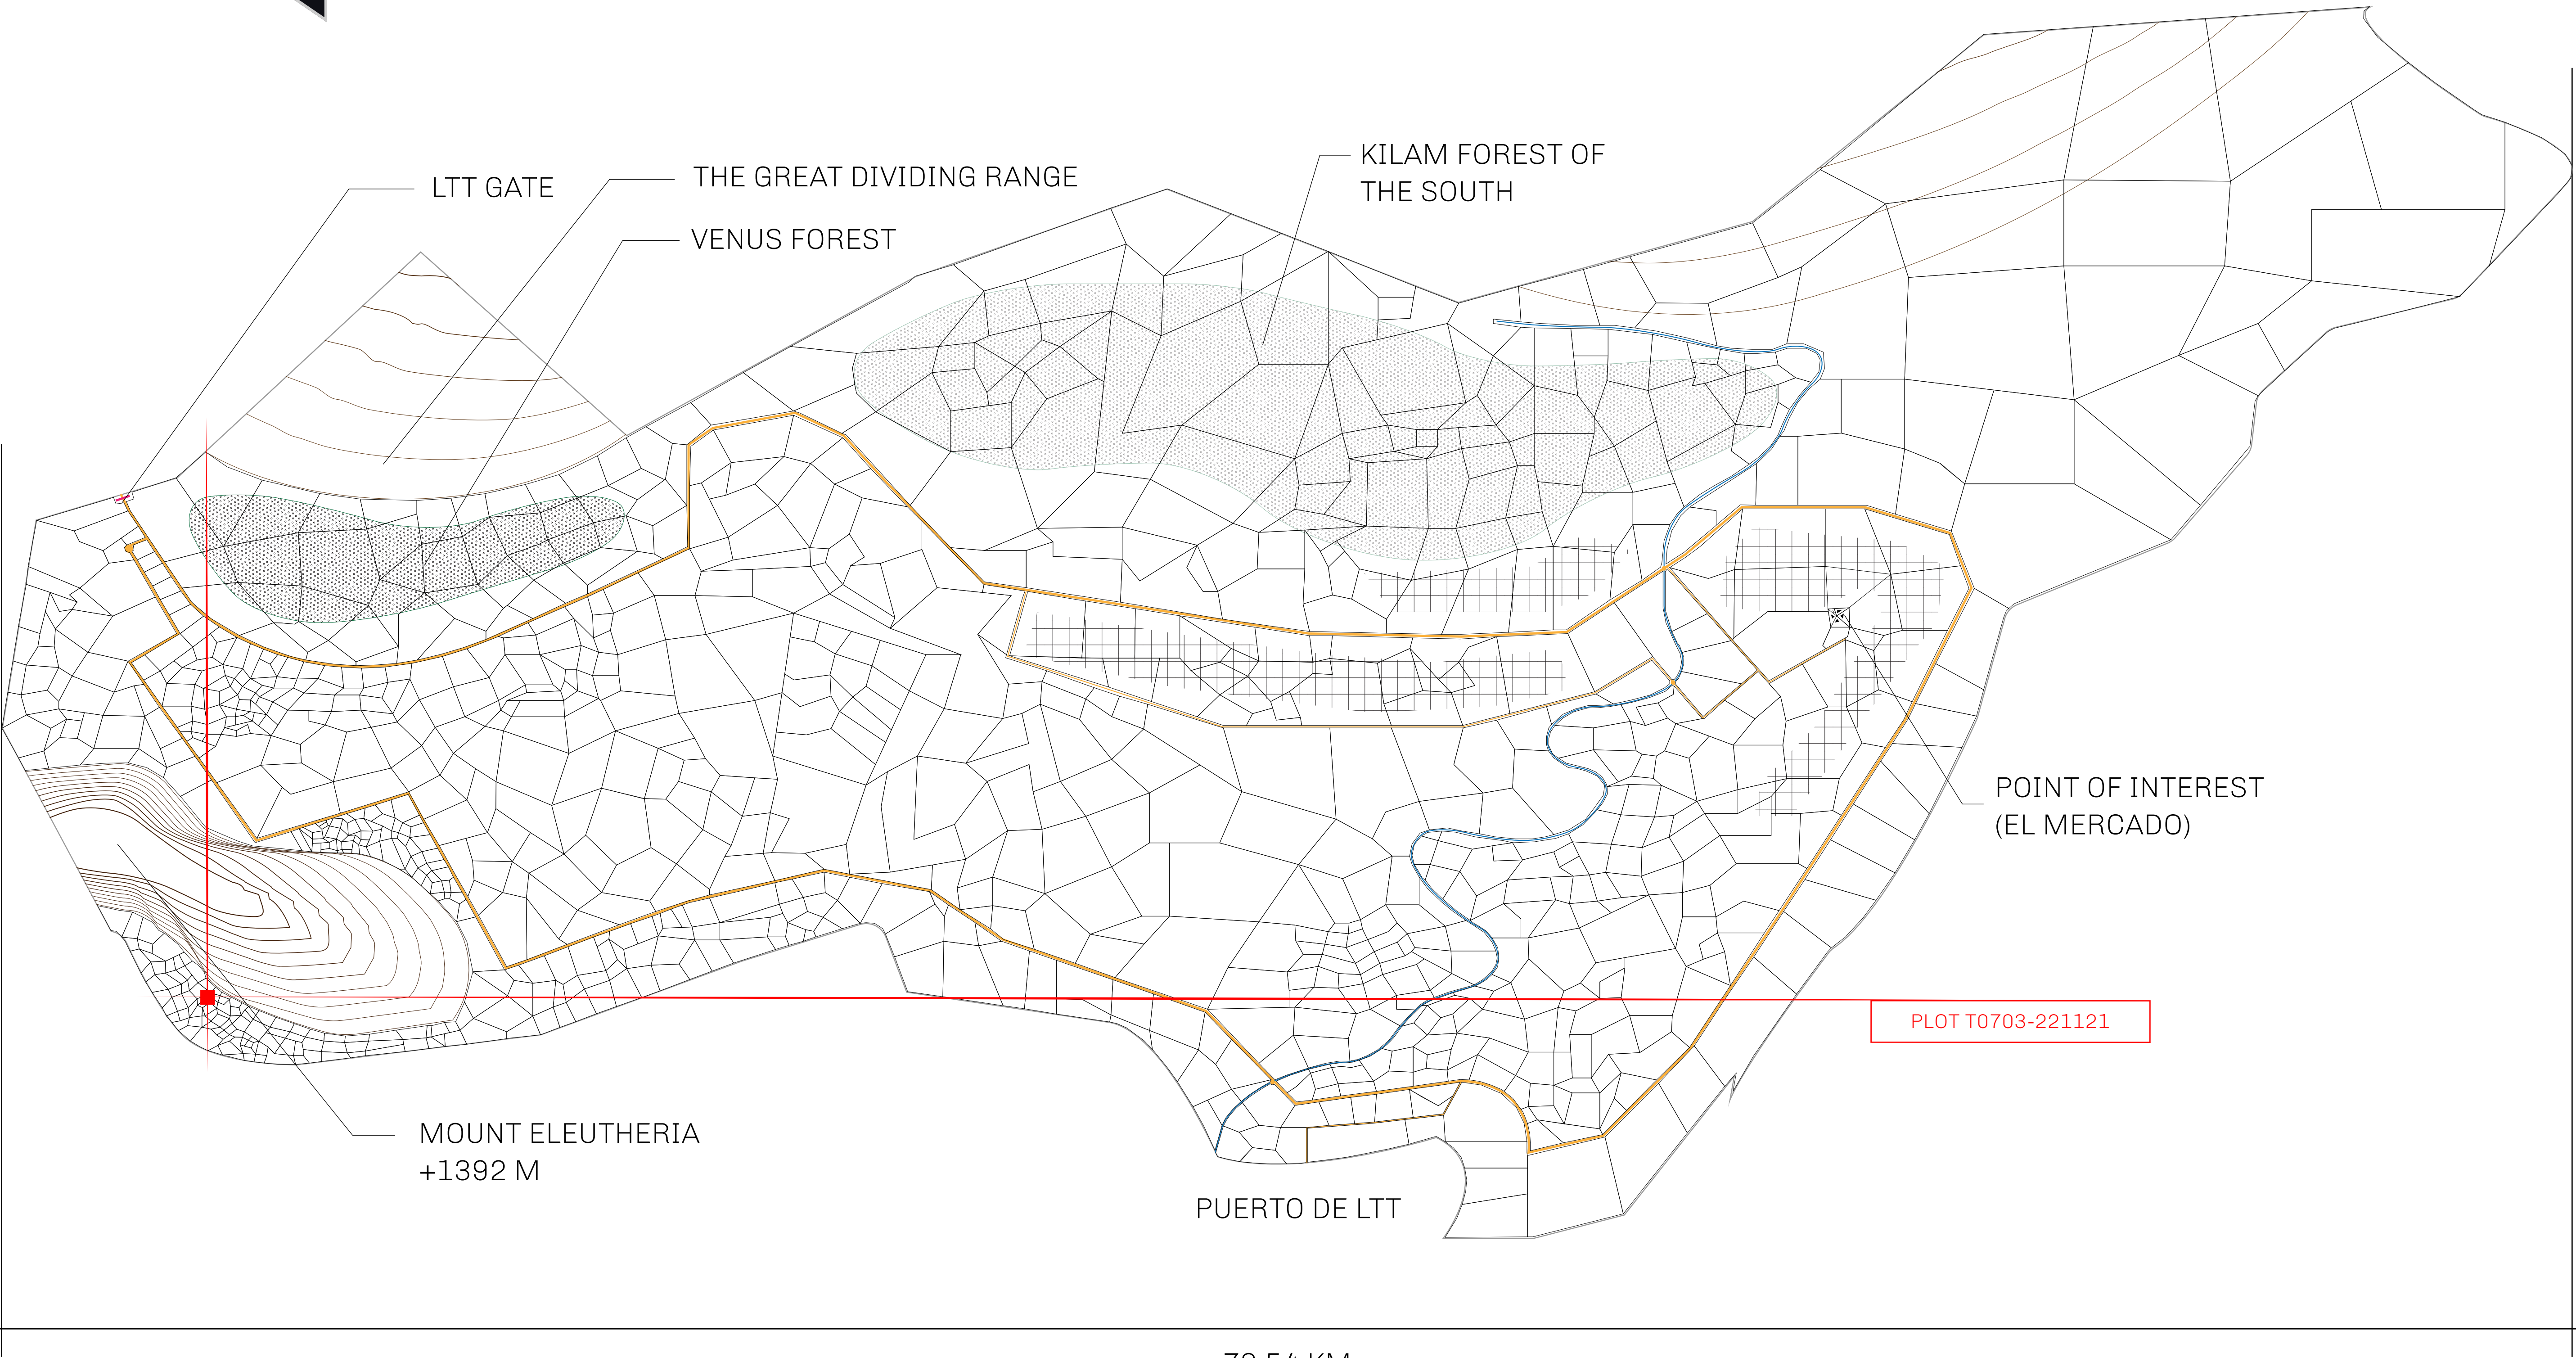 KILAM FOREST OF
THE SOUTH
LTT GATE
THE GREAT DIVIDING RANGE
VENUS FOREST
POINT OF INTEREST
(EL MERCADO)
PLOT T0703-221121
MOUNT ELEUTHERIA
+1392 M
PUERTO DE LTT
KM